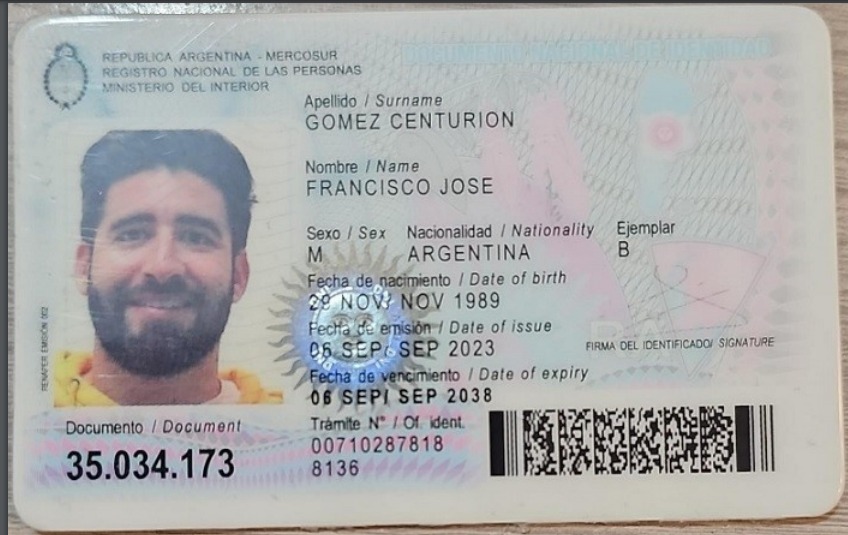 REPUBLICA ARGENTINA - MERCOSUR
REGISTRO NACIONAL DE LAS PERSONAS
MINISTERIO DEL INTERIOR
DOCUMENTO NACIONAL DE IDENTIDAD
Apellido / Surname
GOMEZ CENTURION
Nombre / Name
FRANCISCO JOSE
Sexo / Sex Nacionalidad / Nationality Ejemplar
M ARGENTINA B
Fecha de nacimiento / Date of birth
29 NOV/ NOV 1989
Fecha de emisión / Date of issue
06 SEP/ SEP 2023
FIRMA DEL IDENTIFICADO/ SIGNATURE
Fecha de vencimiento / Date of expiry
06 SEP/ SEP 2038
RENAPER EMISIÓN 002
Documento / Document
35.034.173
Trámite N° / Of. ident.
00710287818
8136